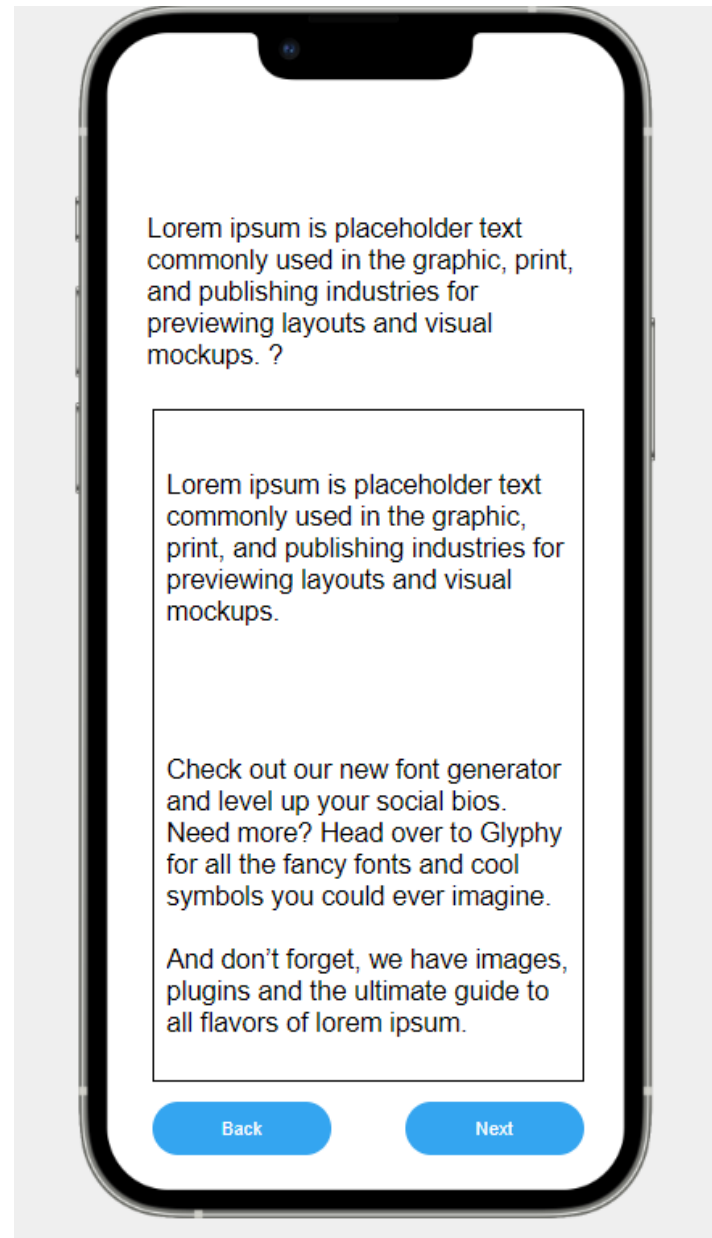 Lorem ipsum is placeholder text
commonly used in the graphic, print,
and publishing industries for
previewing layouts and visual
mockups. ?
Lorem ipsum is placeholder text
commonly used in the graphic,
print, and publishing industries for
previewing layouts and visual
mockups.
Check out our new font generator
and level up your social bios.
Need more? Head over to Glyphy
for all the fancy fonts and cool
symbols you could ever imagine.
And don’t forget, we have images,
plugins and the ultimate guide to
all flavors of lorem ipsum.
Back
Next